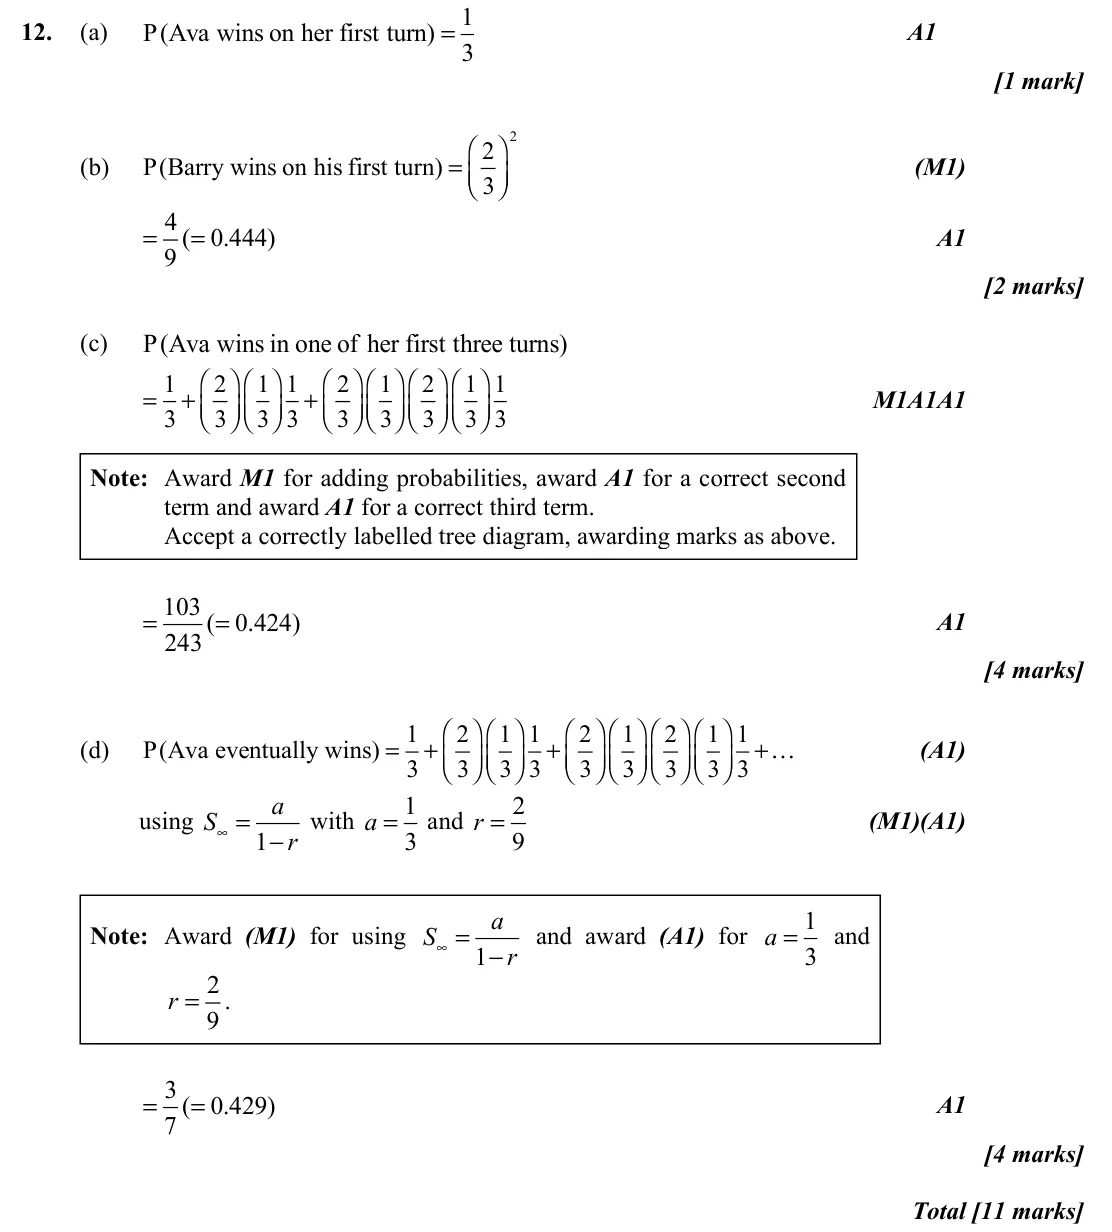 12. (a) P(Ava wins on her first turn) = 1/3 A1
[1 mark]
(b) P(Barry wins on his first turn) = (2/3)² (M1)
= 4/9 (= 0.444) A1
[2 marks]
(c) P(Ava wins in one of her first three turns)
= 1/3 + (2/3)(1/3)1/3 + (2/3)(1/3)(2/3)(1/3)1/3 M1A1A1
Note: Award M1 for adding probabilities, award A1 for a correct second
term and award A1 for a correct third term.
Accept a correctly labelled tree diagram, awarding marks as above.
= 103/243 (= 0.424) A1
[4 marks]
(d) P(Ava eventually wins) = 1/3 + (2/3)(1/3)1/3 + (2/3)(1/3)(2/3)(1/3)1/3 + … (A1)
using S∞ = a/(1−r) with a = 1/3 and r = 2/9 (M1)(A1)
Note: Award (M1) for using S∞ = a/(1−r) and award (A1) for a = 1/3 and
r = 2/9.
= 3/7 (= 0.429) A1
[4 marks]
Total [11 marks]